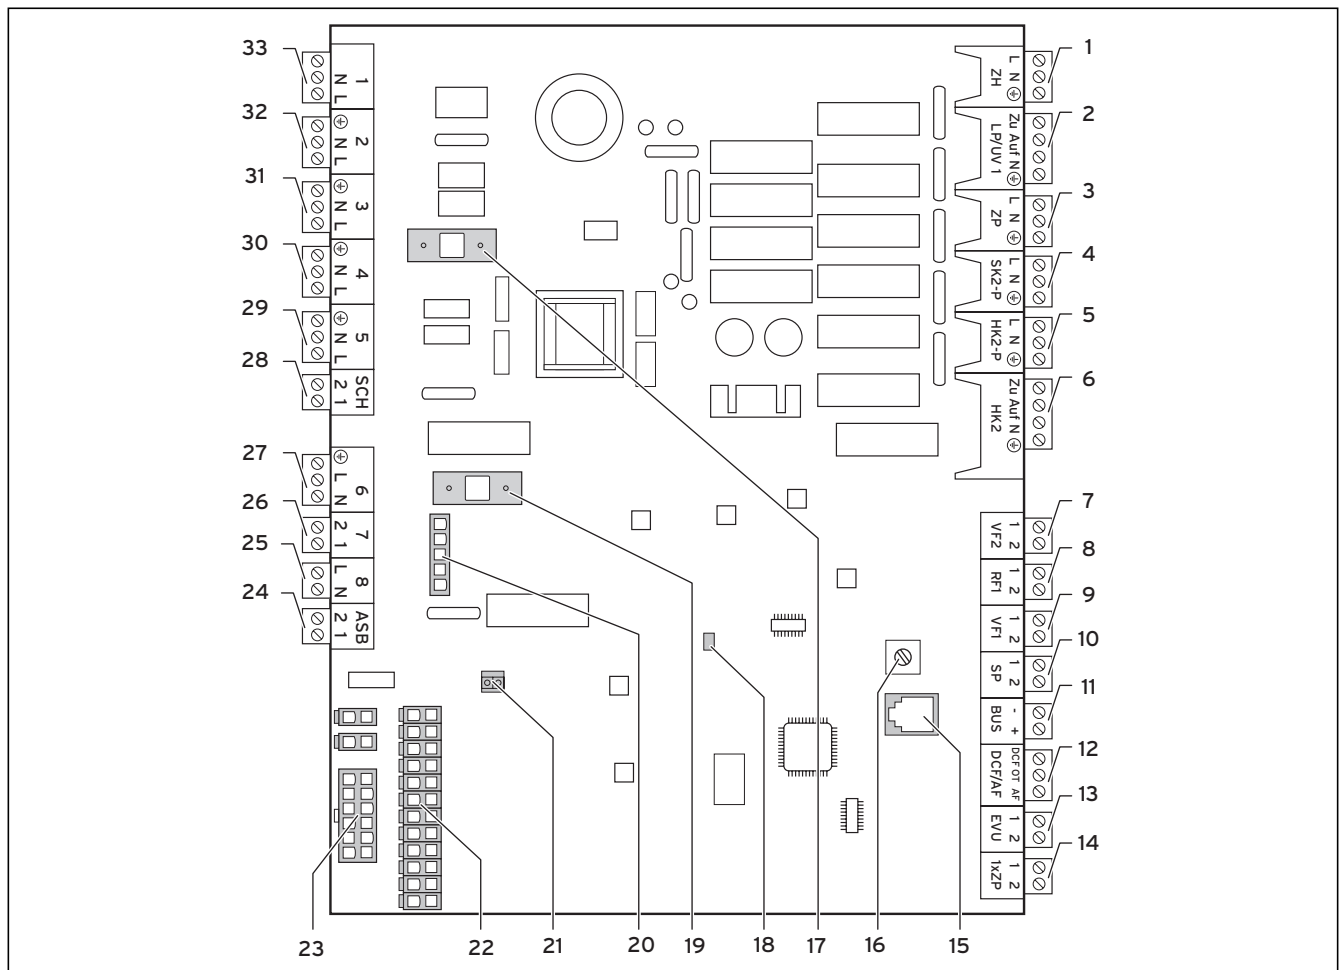 33
1
N L
32
2
N L
31
3
N L
30
4
N L
29
5
N L
28
SCH
2 1
27
6
L N
26
7
2 1
25
8
L N
24
ASB
2 1
1
L N
ZH
2
Zu Auf N
LP/UV 1
3
L N
ZP
4
L N
SK2-P
5
L N
HK2-P
6
Zu Auf N
HK2
7
1 2
VF2
8
1 2
RF1
9
1 2
VF1
10
1 2
SP
11
- +
BUS
12
DCF OT AF
DCF/AF
13
1 2
EVU
14
1 2
1xZP
23 22 21 20 19 18 17 16 15